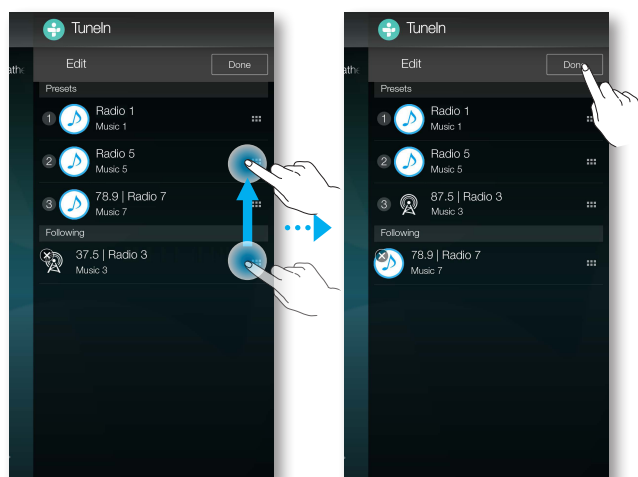 TuneIn
Edit Done
Presets
1 Radio 1
Music 1
2 Radio 5
Music 5
3 78.9 | Radio 7
Music 7
Following
37.5 | Radio 3
Music 3
TuneIn
Edit
Presets
1 Radio 1
Music 1
2 Radio 5
Music 5
3 87.5 | Radio 3
Music 3
Following
78.9 | Radio 7
Music 7